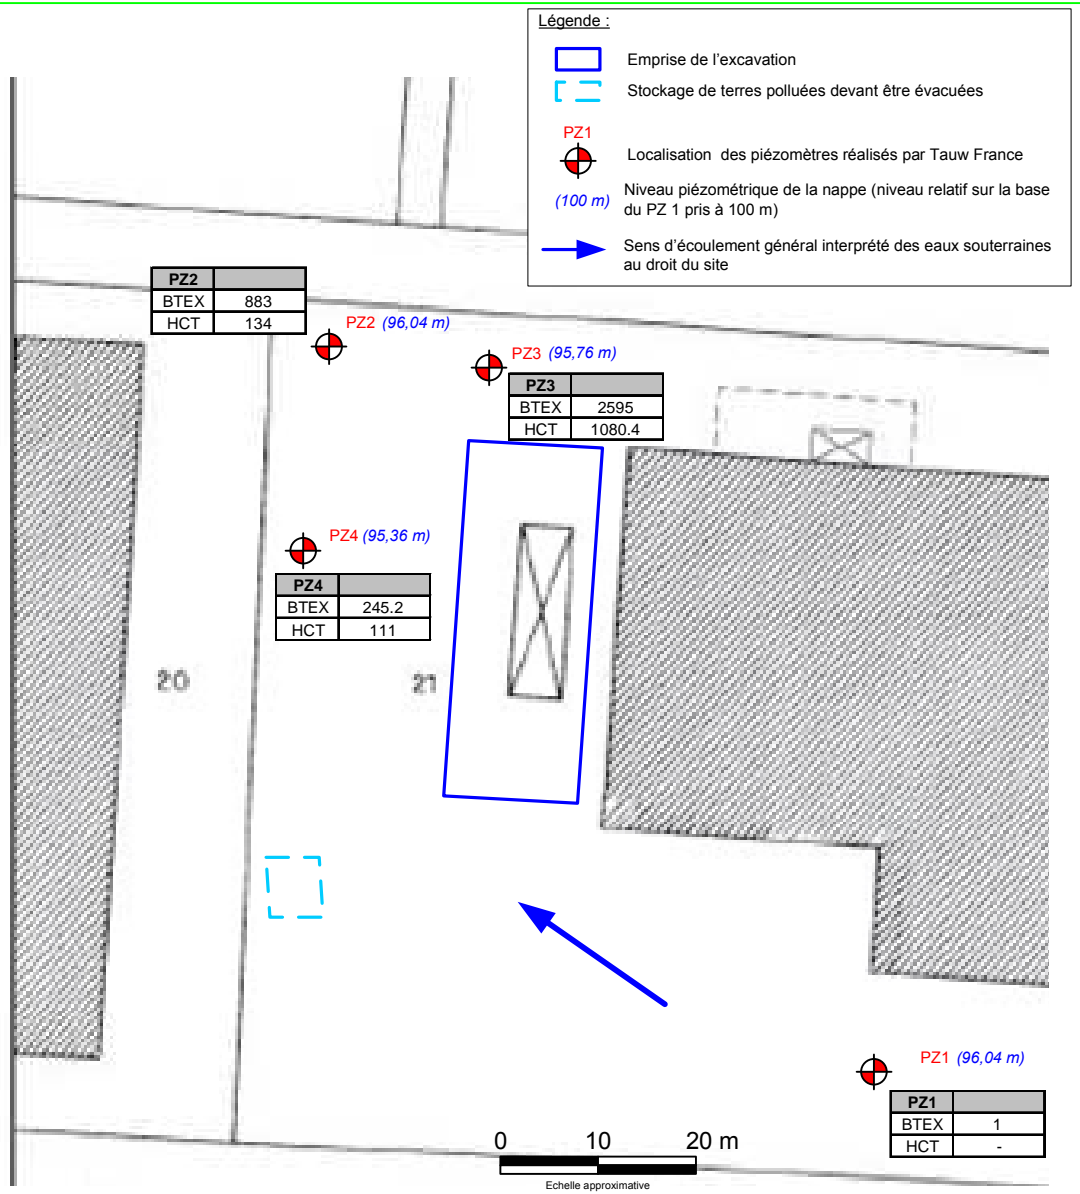 Légende :
Emprise de l'excavation
Stockage de terres polluées devant être évacuées
PZ1
Localisation des piézomètres réalisés par Tauw France
(100 m)
Niveau piézométrique de la nappe (niveau relatif sur la base
du PZ 1 pris à 100 m)
Sens d'écoulement général interprété des eaux souterraines
au droit du site
PZ2
BTEX 883
HCT 134
PZ2 (96,04 m)
PZ3 (95,76 m)
PZ3
BTEX 2595
HCT 1080.4
PZ4 (95,36 m)
PZ4
BTEX 245.2
HCT 111
20
21
PZ1 (96,04 m)
PZ1
BTEX 1
HCT -
0 10 20 m
Echelle approximative